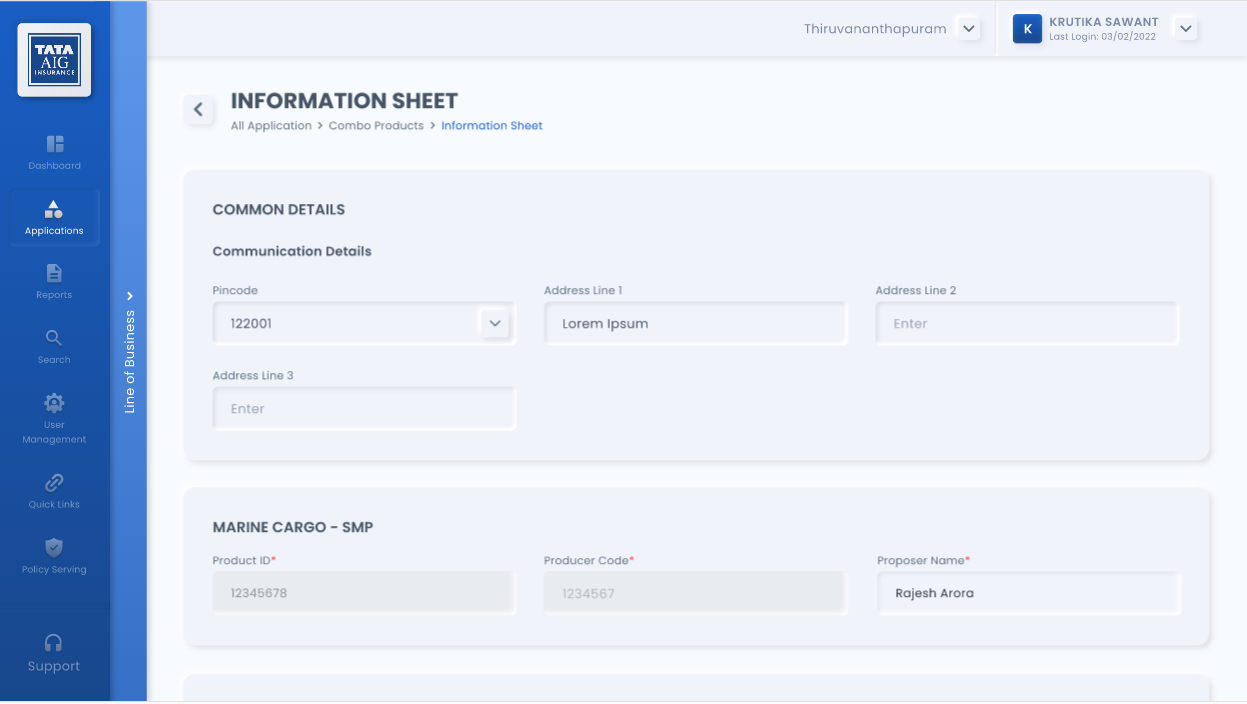 TATA
AIG
INSURANCE
Thiruvananthapuram
K
KRUTIKA SAWANT
Last Login: 03/02/2022
Dashboard
Applications
Reports
Search
User
Management
Quick Links
Policy Serving
Support
Line of Business >
INFORMATION SHEET
All Application > Combo Products > Information Sheet
COMMON DETAILS
Communication Details
Pincode
122001
Address Line 1
Lorem Ipsum
Address Line 2
Enter
Address Line 3
Enter
MARINE CARGO - SMP
Product ID*
12345678
Producer Code*
1234567
Proposer Name*
Rajesh Arora